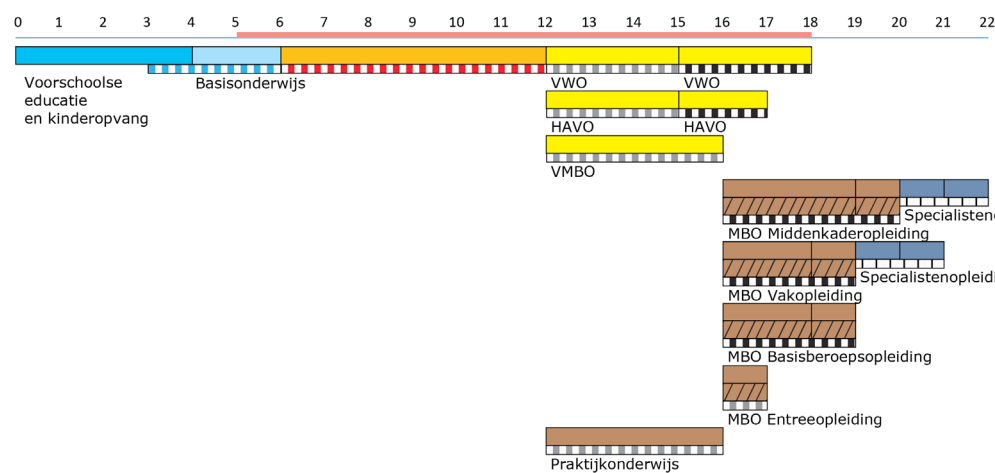 0 1 2 3 4 5 6 7 8 9 10 11 12 13 14 15 16 17 18 19 20 21 22
Voorschoolse
educatie
en kinderopvang
Basisonderwijs
VWO
VWO
HAVO
HAVO
VMBO
MBO Middenkaderopleiding
Specialisteno
MBO Vakopleiding
Specialistenopleidi
MBO Basisberoepsopleiding
MBO Entreeopleiding
Praktijkonderwijs